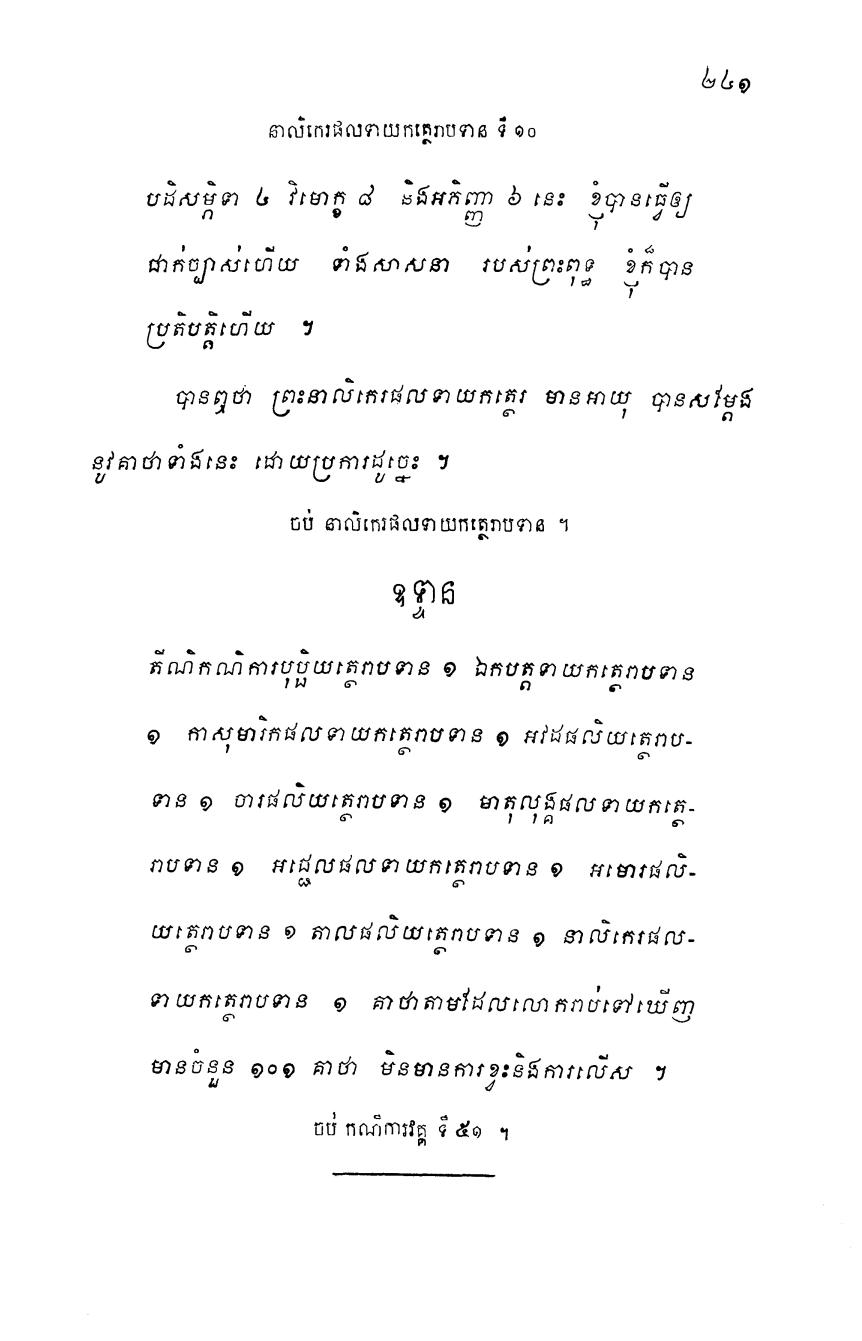 ២៤១
នាលិកេរផលទាយកត្ថេរាបទាន ទី ១០
បដិសម្ភិទា ៤ វិមោក្ខ ៨ និងអភិញ្ញា ៦ នេះ ខ្ញុំបានធ្វើឲ្យ
ជាក់ច្បាស់ហើយ ទាំងសាសនា របស់ព្រះពុទ្ធ ខ្ញុំក៏បាន
ប្រតិបត្តិហើយ ។
បានឮថា ព្រះនាលិកេរផលទាយកត្ថេរ មានអាយុ បានសម្តែង
នូវគាថាទាំងនេះ ដោយប្រការដូច្នេះ ។
ចប់ នាលិកេរផលទាយកត្ថេរាបទាន ។
ឧទ្ទាន
តីណិកណិការបុប្ផិយត្ថេរាបទាន ១ ឯកបត្តទាយកត្ថេរាបទាន
១ កាសុមារិកផលទាយកត្ថេរាបទាន ១ អវដផលិយត្ថេរាប-
ទាន ១ ចារផលិយត្ថេរាបទាន ១ មាតុលុង្គផលទាយកត្ថេ-
រាបទាន ១ អជ្ជេលផលទាយកត្ថេរាបទាន ១ អមោរផលិ-
យត្ថេរាបទាន ១ តាលផលិយត្ថេរាបទាន ១ នាលិកេរផល-
ទាយកត្ថេរាបទាន ១ គាថាតាមដែលលោករាប់ទៅឃើញ
មានចំនួន ១០១ គាថា មិនមានការខ្វះនិងការលើស ។
ចប់ កណិការវគ្គ ទី ៥១ ។